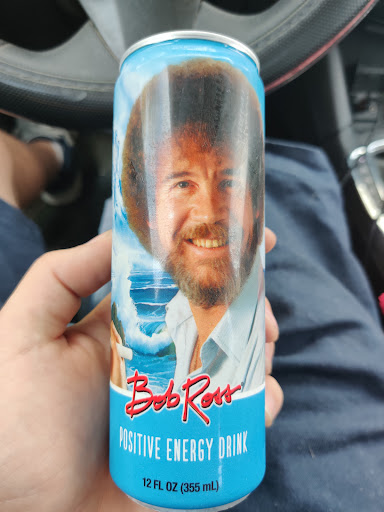 Bob Ross
POSITIVE ENERGY DRINK
12 FL OZ (355 mL)